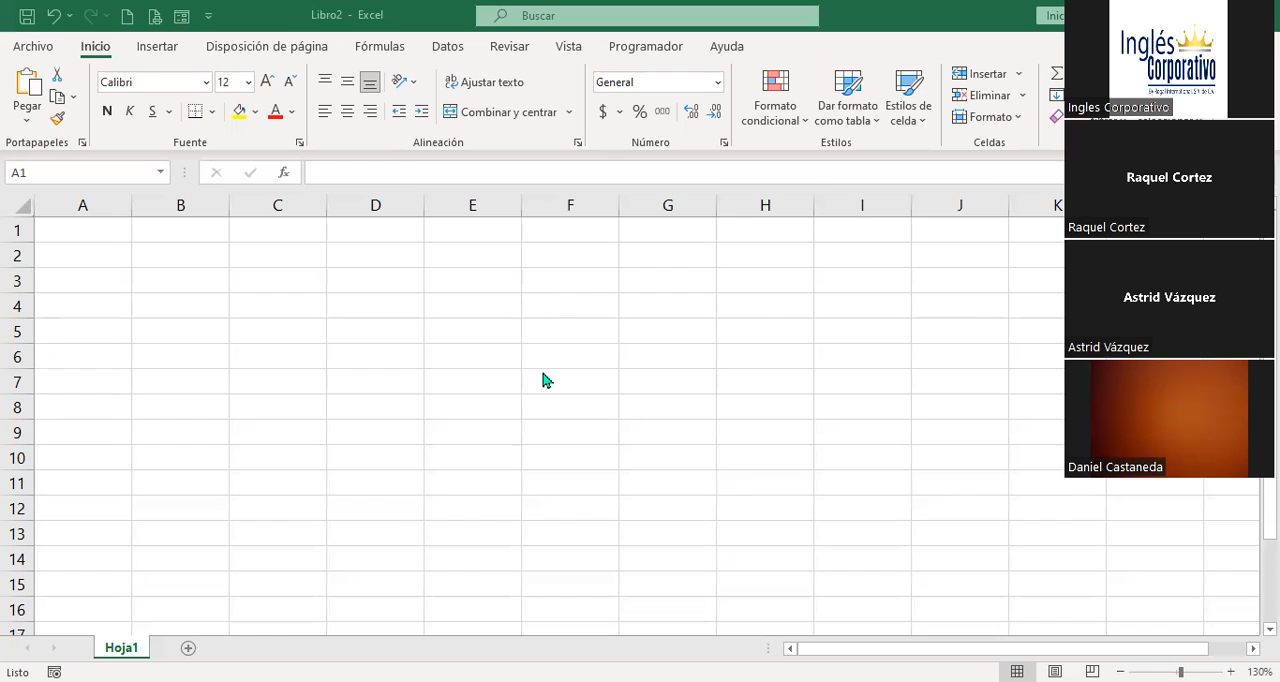 Libro2 - Excel
Buscar
Inic
Archivo
Inicio
Insertar
Disposición de página
Fórmulas
Datos
Revisar
Vista
Programador
Ayuda
Pegar
Portapapeles
Calibri
12
N
K
S
A
Fuente
Ajustar texto
Combinar y centrar
Alineación
General
$ % 000
Número
Formato condicional
Dar formato como tabla
Estilos de celda
Estilos
Insertar
Eliminar
Formato
Celdas
A1
fx
A B C D E F G H I J K
1
2
3
4
5
6
7
8
9
10
11
12
13
14
15
16
17
Hoja1
Listo
130%
Inglés
Corporativo
Ingles Corporativo
Raquel Cortez
Raquel Cortez
Astrid Vázquez
Astrid Vázquez
Daniel Castaneda